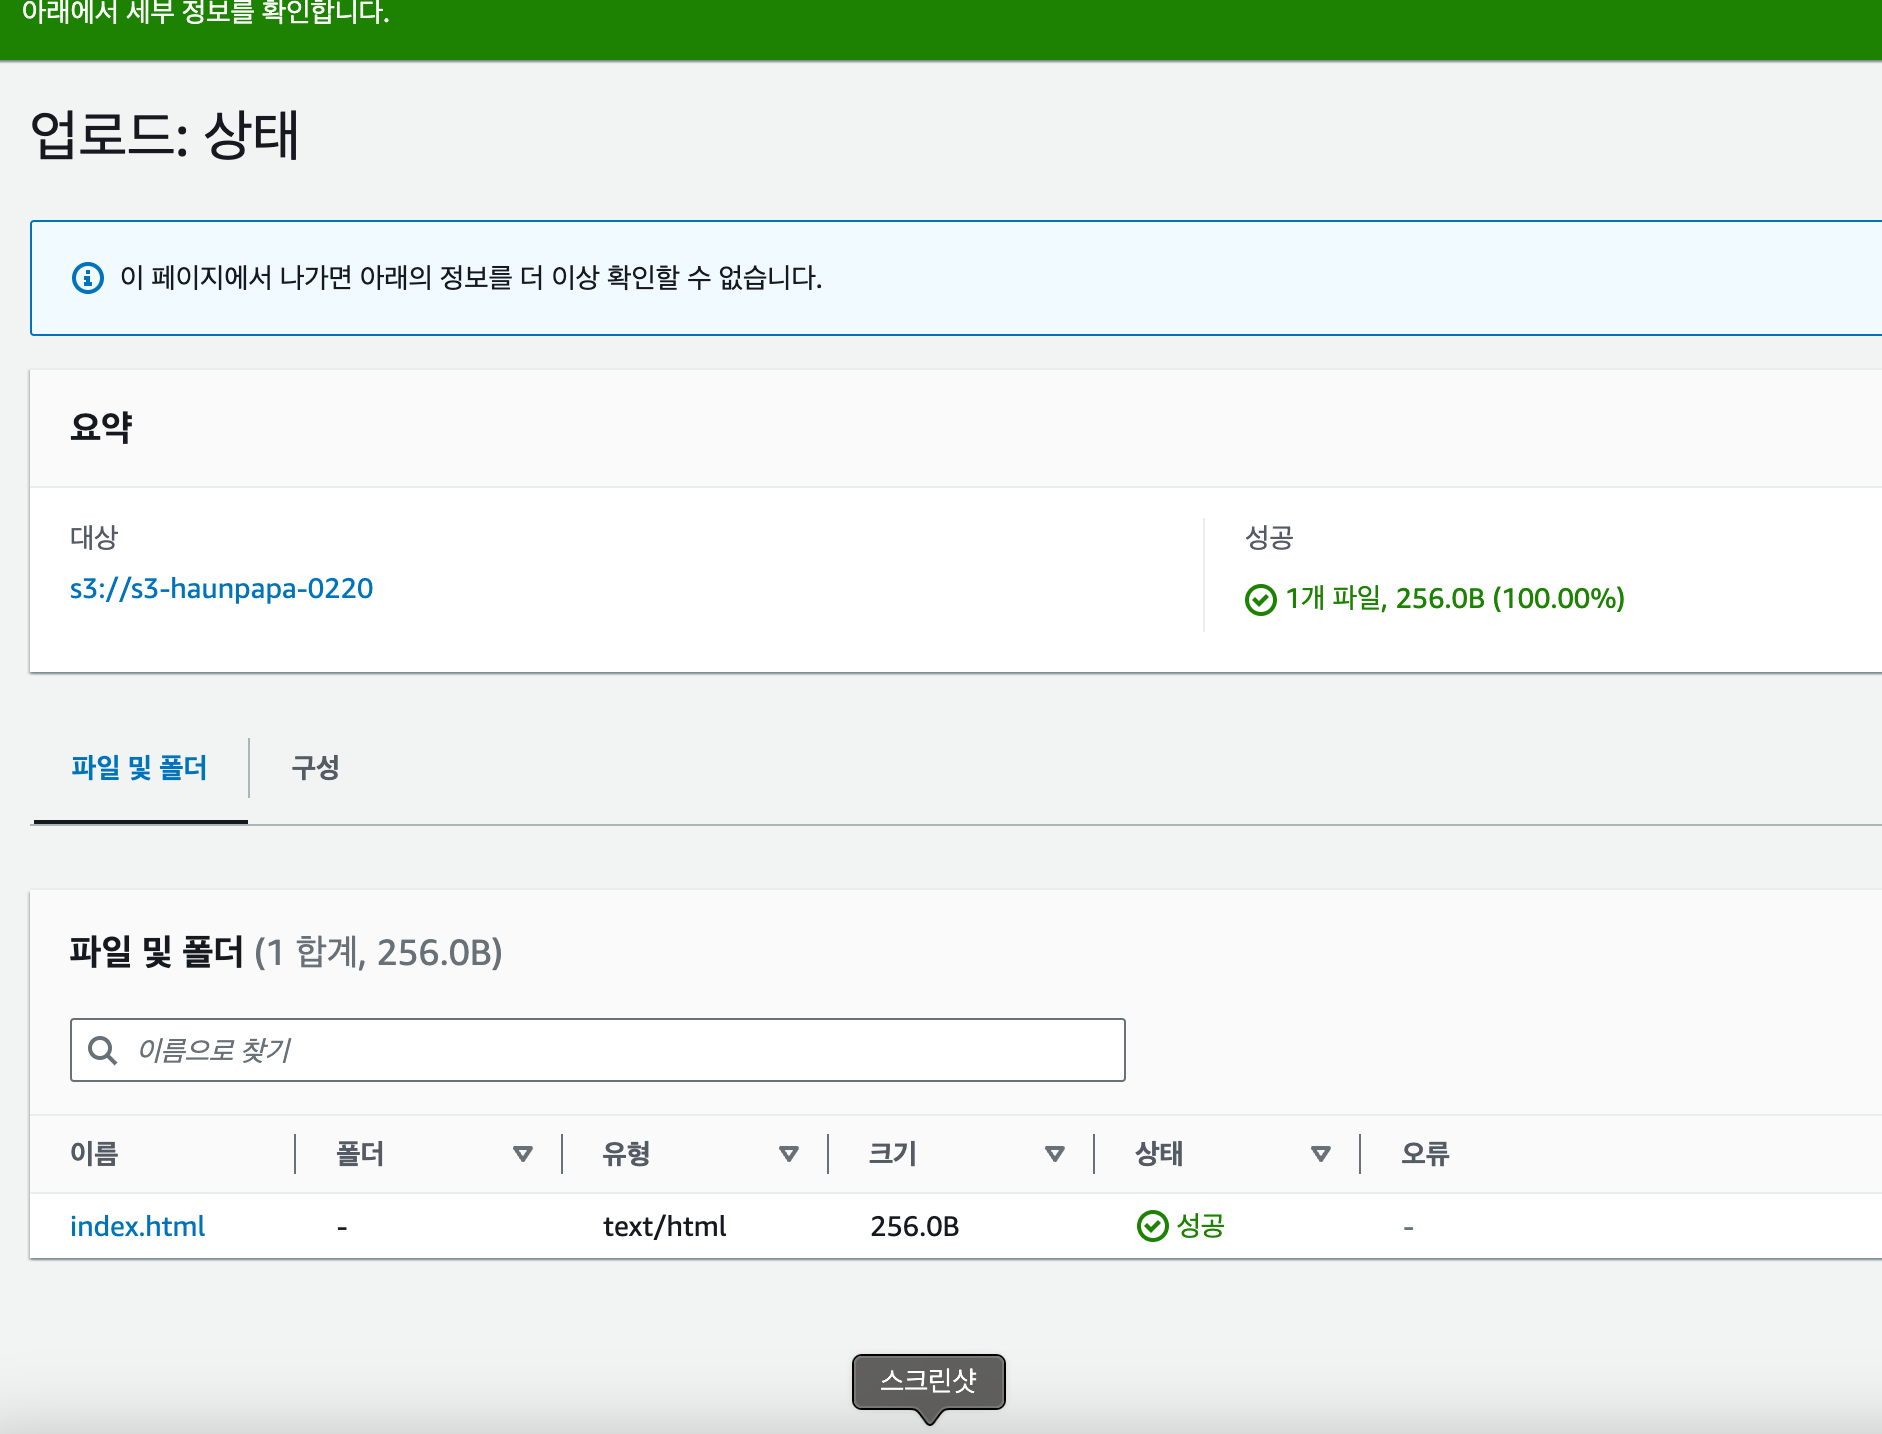 아래에서 세부 정보를 확인합니다.
업로드: 상태
이 페이지에서 나가면 아래의 정보를 더 이상 확인할 수 없습니다.
요약
대상
s3://s3-haunpapa-0220
성공
1개 파일, 256.0B (100.00%)
파일 및 폴더
구성
파일 및 폴더 (1 합계, 256.0B)
이름으로 찾기
이름 폴더 유형 크기 상태 오류
index.html - text/html 256.0B 성공 -
스크린샷